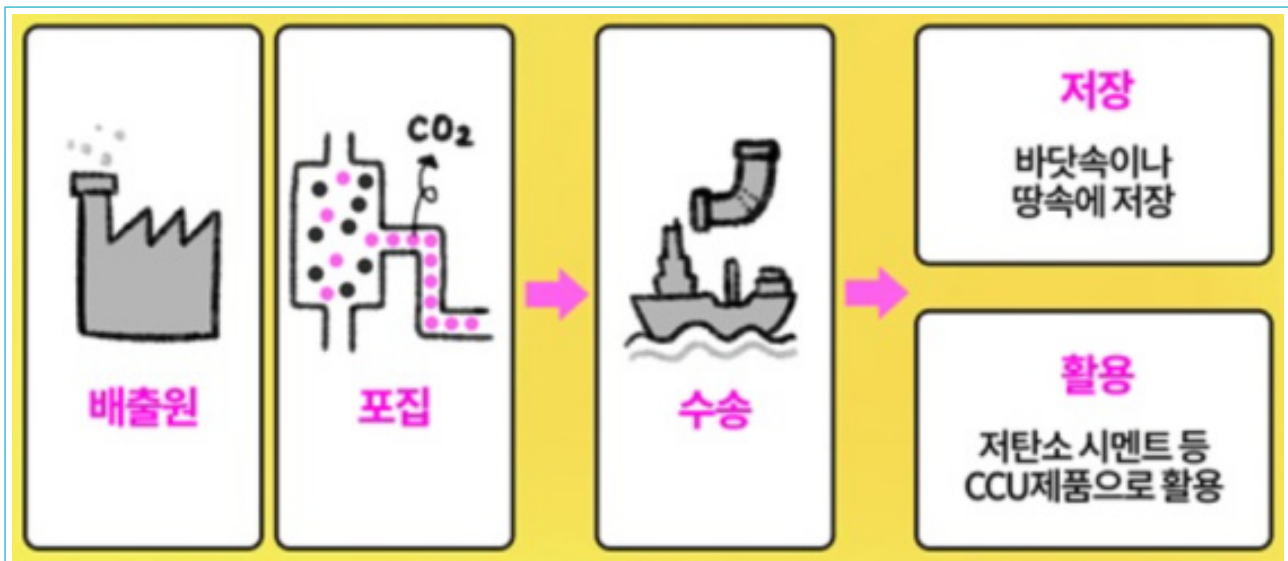 배출원
CO₂
포집
수송
저장
바닷속이나
땅속에 저장
활용
저탄소 시멘트 등
CCU제품으로 활용